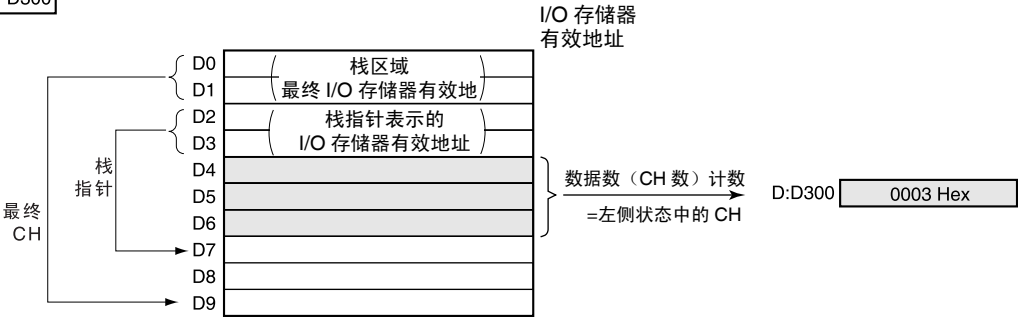 D300
I/O 存储器
有效地址
D0
栈区域
D1
最终 I/O 存储器有效地
D2
栈指针表示的
D3
I/O 存储器有效地址
栈
指针
D4
D5
D6
数据数（CH 数）计数
=左侧状态中的 CH
D:D300
0003 Hex
最终
CH
D7
D8
D9